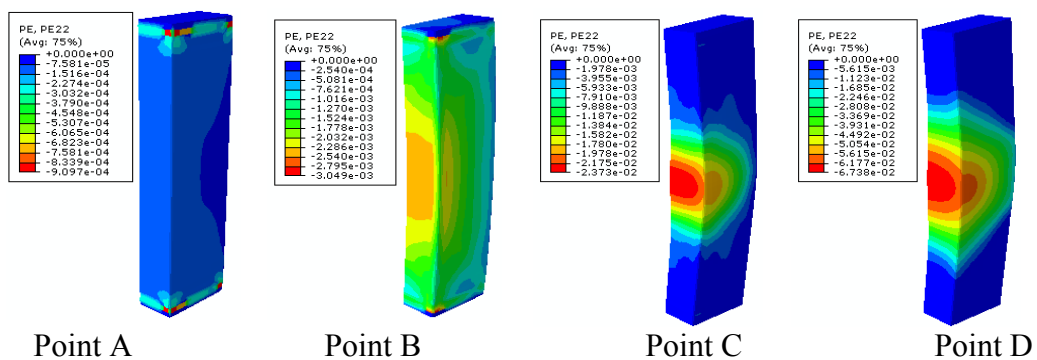 PE, PE22
(Avg: 75%)
+0.000e+00
-7.581e-05
-1.516e-04
-2.274e-04
-3.032e-04
-3.790e-04
-4.548e-04
-5.307e-04
-6.065e-04
-6.823e-04
-7.581e-04
-8.339e-04
-9.097e-04
PE, PE22
(Avg: 75%)
+0.000e+00
-2.540e-04
-5.081e-04
-7.621e-04
-1.016e-03
-1.270e-03
-1.524e-03
-1.778e-03
-2.032e-03
-2.286e-03
-2.540e-03
-2.795e-03
-3.049e-03
PE, PE22
(Avg: 75%)
+0.000e+00
-1.978e-03
-3.955e-03
-5.933e-03
-7.910e-03
-9.888e-03
-1.187e-02
-1.384e-02
-1.582e-02
-1.780e-02
-1.978e-02
-2.175e-02
-2.373e-02
PE, PE22
(Avg: 75%)
+0.000e+00
-5.615e-03
-1.123e-02
-1.685e-02
-2.246e-02
-2.808e-02
-3.369e-02
-3.931e-02
-4.492e-02
-5.054e-02
-5.615e-02
-6.177e-02
-6.738e-02
Point A
Point B
Point C
Point D